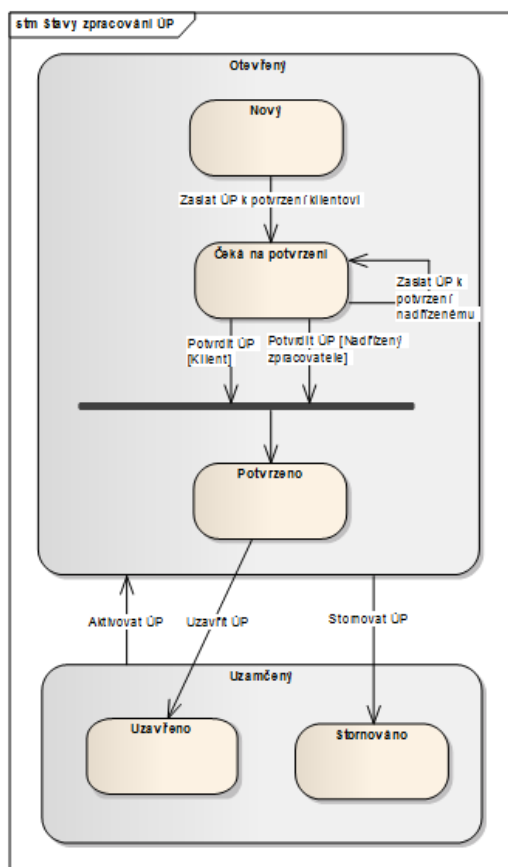 stm Stavy zpracování ÚP
Otevřený
Nový
Zaslat ÚP k potvrzení klientovi
Čeká na potvrzení
Zaslat ÚP k
potvrzení
nadřízenému
Potvrdit ÚP
[Klient]
Potvrdit ÚP [Nadřízený
zpracovatele]
Potvrzeno
Aktivovat ÚP
Uzavřít ÚP
Stornovat ÚP
Uzamčený
Uzavřeno
Stornováno